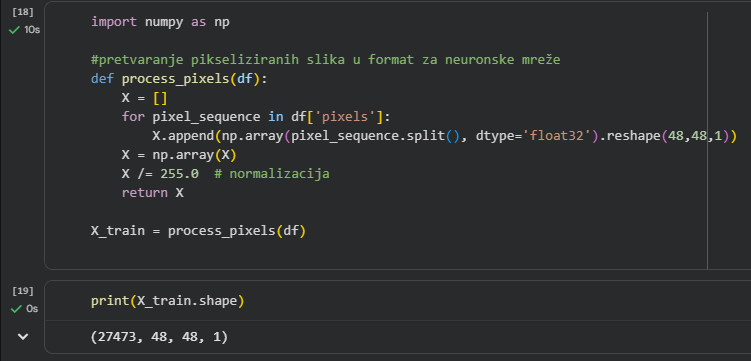 [18]
10s
import numpy as np
#pretvaranje pikseliziranih slika u format za neuronske mreže
def process_pixels(df):
X = []
for pixel_sequence in df['pixels']:
X.append(np.array(pixel_sequence.split(), dtype='float32').reshape(48,48,1))
X = np.array(X)
X /= 255.0  # normalizacija
return X
X_train = process_pixels(df)
[19]
0s
print(X_train.shape)
(27473, 48, 48, 1)